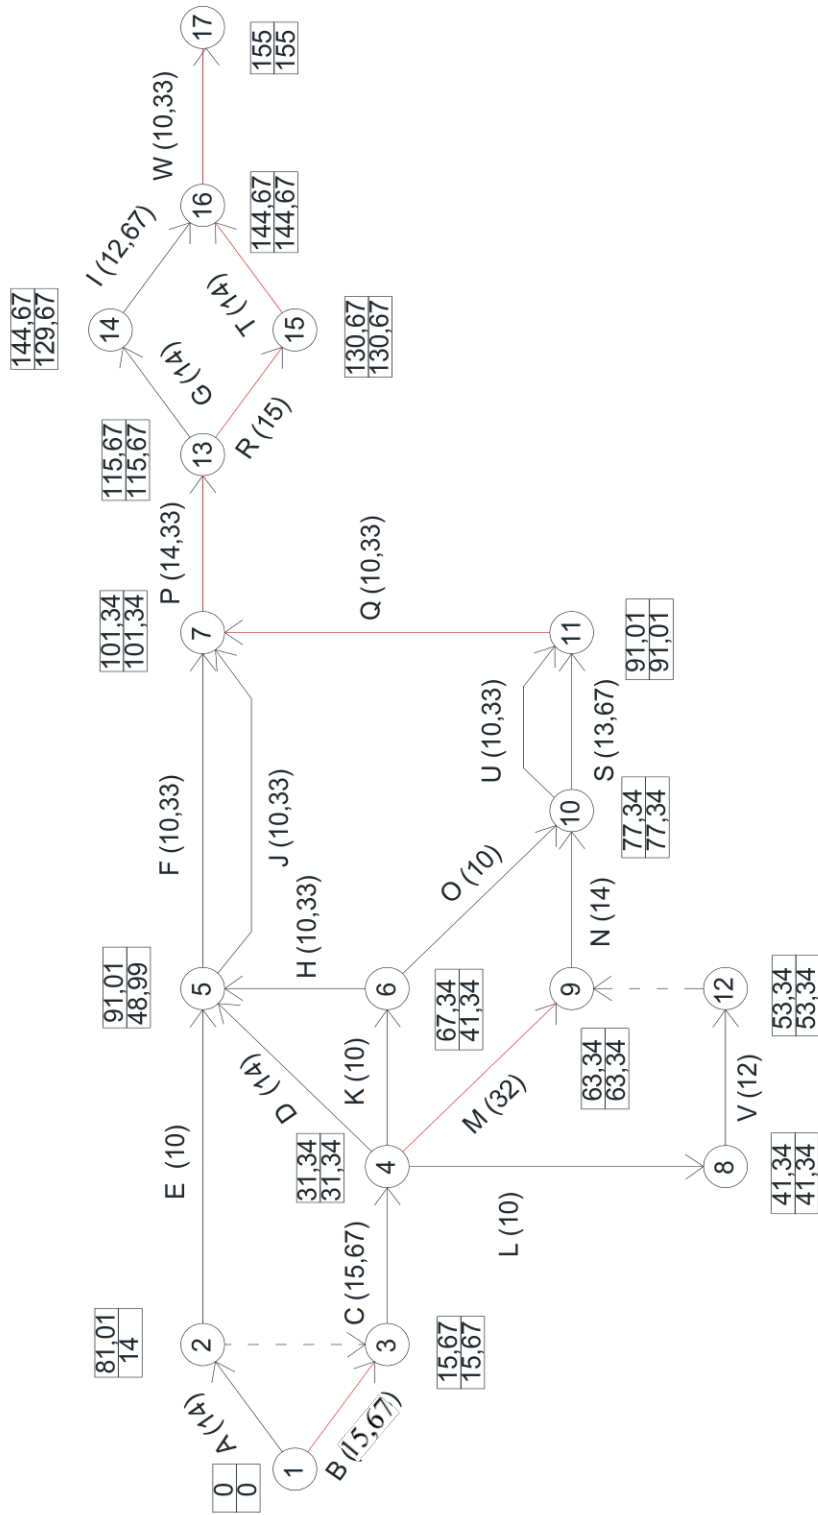 0
0
1
A (14)
B (15,67)
81,01
14
2
E (10)
3
15,67
15,67
C (15,67)
31,34
31,34
4
D (14)
K (10)
M (32)
L (10)
8
41,34
41,34
V (12)
12
53,34
53,34
91,01
48,99
5
H (10,33)
6
67,34
41,34
9
63,34
63,34
N (14)
O (10)
F (10,33)
J (10,33)
10
77,34
77,34
U (10,33)
S (13,67)
11
91,01
91,01
Q (10,33)
101,34
101,34
7
P (14,33)
115,67
115,67
13
G (14)
R (15)
144,67
129,67
14
I (12,67)
15
130,67
130,67
T (14)
16
144,67
144,67
W (10,33)
17
155
155